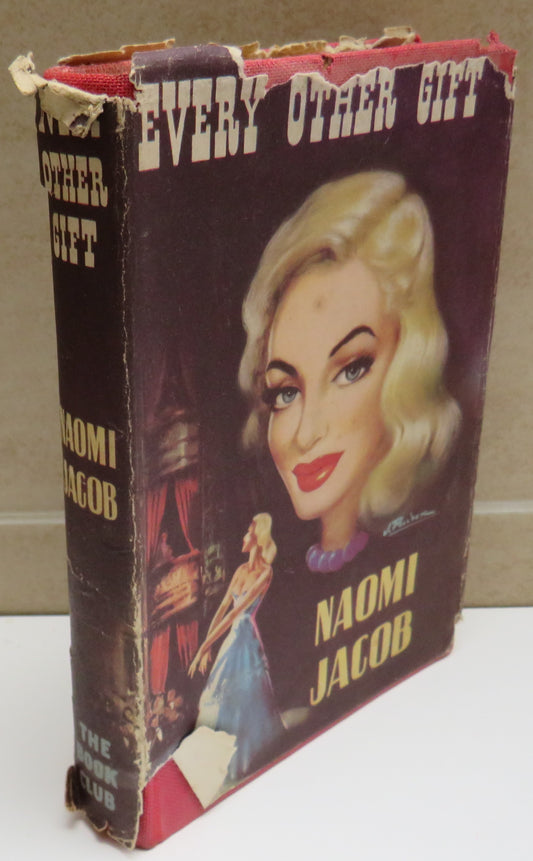 EVERY OTHER GIFT
NAOMI
JACOB
OTHER
GIFT
NAOMI
JACOB
THE
BOOK
CLUB